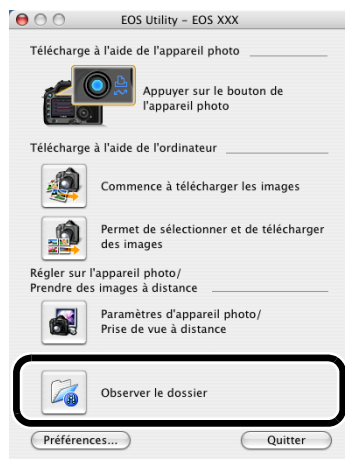 EOS Utility – EOS XXX
Télécharge à l'aide de l'appareil photo
Appuyer sur le bouton de
l'appareil photo
Télécharge à l'aide de l'ordinateur
Commence à télécharger les images
Permet de sélectionner et de télécharger
des images
Régler sur l'appareil photo/
Prendre des images à distance
Paramètres d'appareil photo/
Prise de vue à distance
Observer le dossier
Préférences...
Quitter